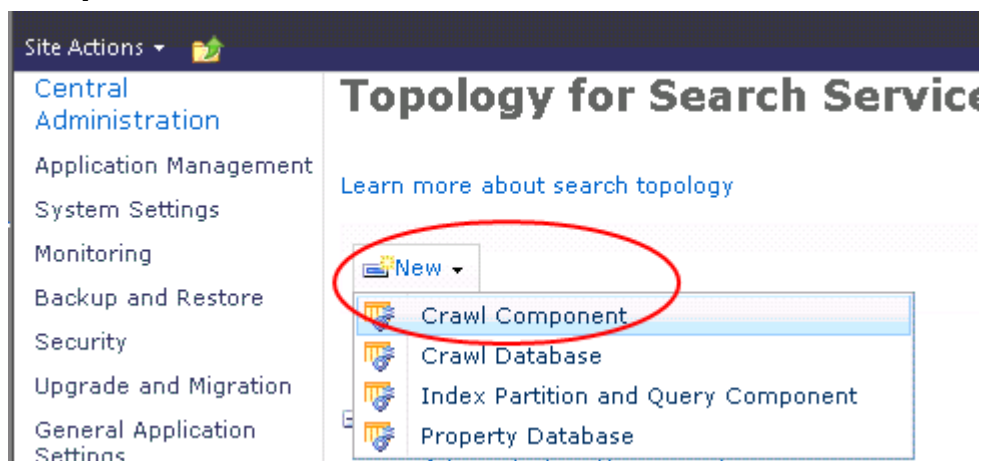 Site Actions
Central
Administration
Application Management
System Settings
Monitoring
Backup and Restore
Security
Upgrade and Migration
General Application
Settings
Topology for Search Service
Learn more about search topology
New
Crawl Component
Crawl Database
Index Partition and Query Component
Property Database